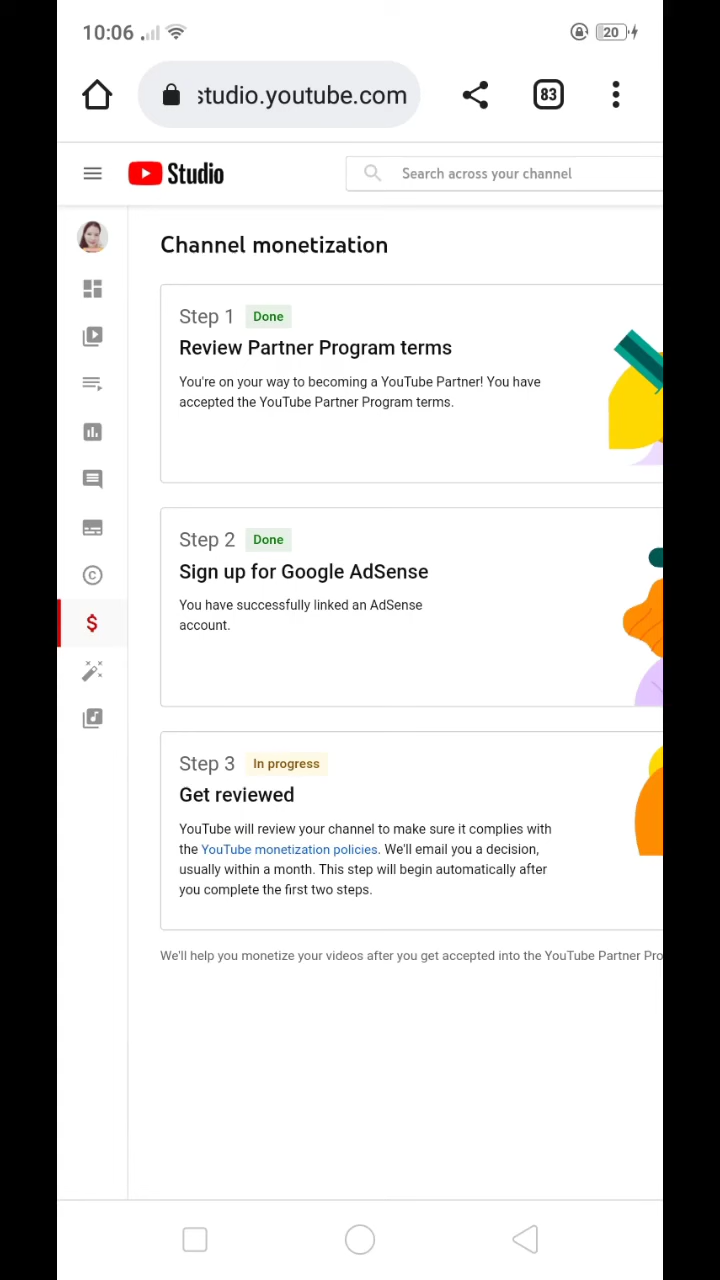 10:06
20
studio.youtube.com
83
Studio
Search across your channel
Channel monetization
Step 1 Done
Review Partner Program terms
You're on your way to becoming a YouTube Partner! You have
accepted the YouTube Partner Program terms.
Step 2 Done
Sign up for Google AdSense
You have successfully linked an AdSense
account.
Step 3 In progress
Get reviewed
YouTube will review your channel to make sure it complies with
the YouTube monetization policies. We'll email you a decision,
usually within a month. This step will begin automatically after
you complete the first two steps.
We'll help you monetize your videos after you get accepted into the YouTube Partner Pro